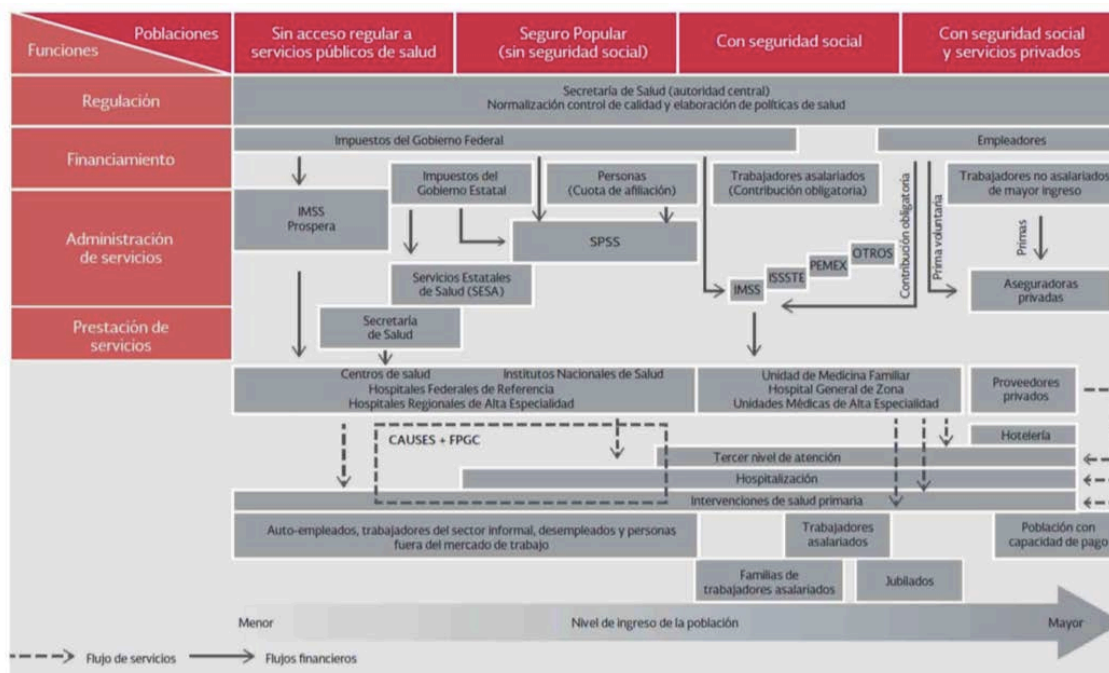 Poblaciones
Funciones
Sin acceso regular a
servicios públicos de salud
Seguro Popular
(sin seguridad social)
Con seguridad social
Con seguridad social
y servicios privados
Regulación
Secretaría de Salud (autoridad central)
Normalización control de calidad y elaboración de políticas de salud
Financiamiento
Impuestos del Gobierno Federal
Empleadores
Impuestos del
Gobierno Estatal
Personas
(Cuota de afiliación)
Trabajadores asalariados
(Contribución obligatoria)
Contribución obligatoria
Prima voluntaria
Trabajadores no asalariados
de mayor ingreso
Administración
de servicios
IMSS
Prospera
SPSS
Servicios Estatales
de Salud (SESA)
IMSS
ISSSTE
PEMEX
OTROS
Primas
Aseguradoras
privadas
Prestación de
servicios
Secretaría
de Salud
Centros de salud
Institutos Nacionales de Salud
Hospitales Federales de Referencia
Hospitales Regionales de Alta Especialidad
Unidad de Medicina Familiar
Hospital General de Zona
Unidades Médicas de Alta Especialidad
Proveedores
privados
CAUSES + FPGC
Hotelería
Tercer nivel de atención
Hospitalización
Intervenciones de salud primaria
Auto-empleados, trabajadores del sector informal, desempleados y personas
fuera del mercado de trabajo
Trabajadores
asalariados
Población con
capacidad de pago
Familias de
trabajadores asalariados
Jubilados
Menor
Nivel de ingreso de la población
Mayor
Flujo de servicios
Flujos financieros